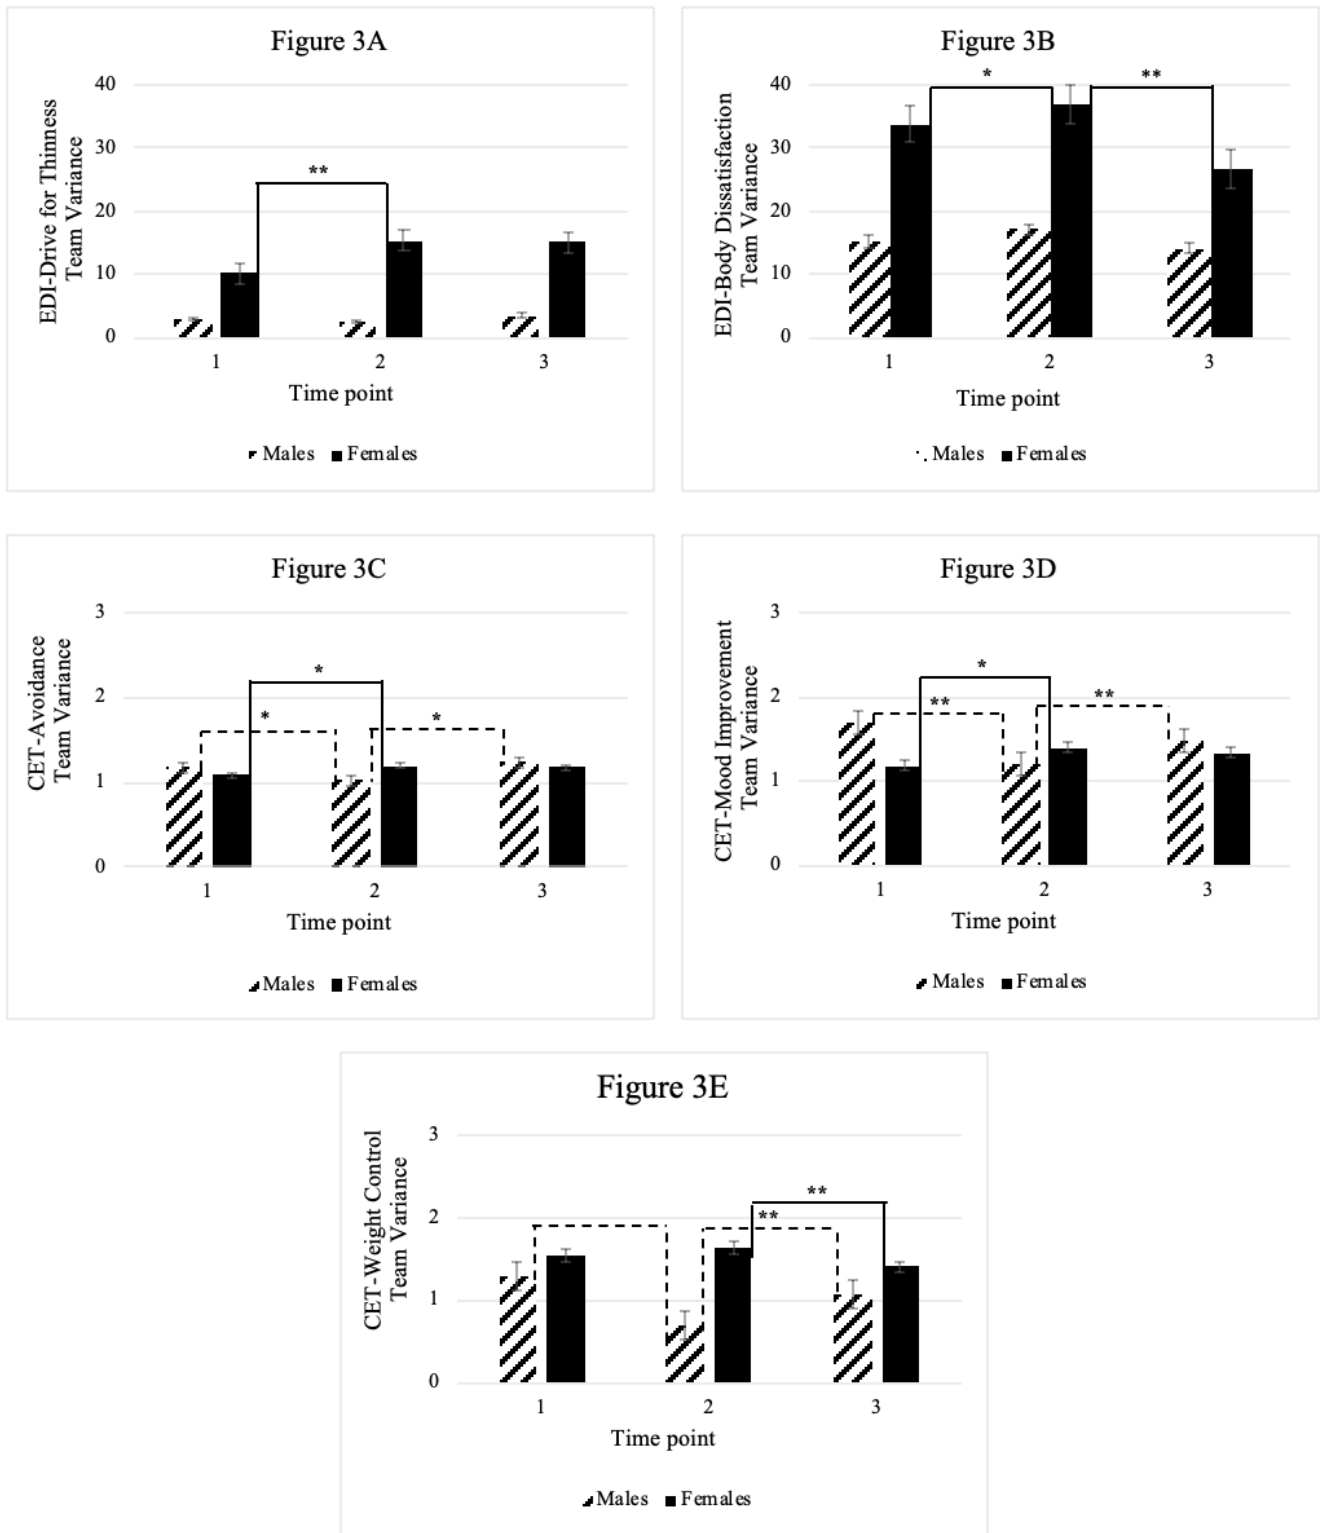 Figure 3A
EDI-Drive for Thinness
Team Variance
40
30
20
10
0
**
1
2
3
Time point
Males Females
Figure 3B
EDI-Body Dissatisfaction
Team Variance
40
30
20
10
0
*
**
1
2
3
Time point
Males Females
Figure 3C
CET-Avoidance
Team Variance
3
2
1
0
*
*
*
1
2
3
Time point
Males Females
Figure 3D
CET-Mood Improvement
Team Variance
3
2
1
0
*
**
**
1
2
3
Time point
Males Females
Figure 3E
CET-Weight Control
Team Variance
3
2
1
0
**
**
1
2
3
Time point
Males Females